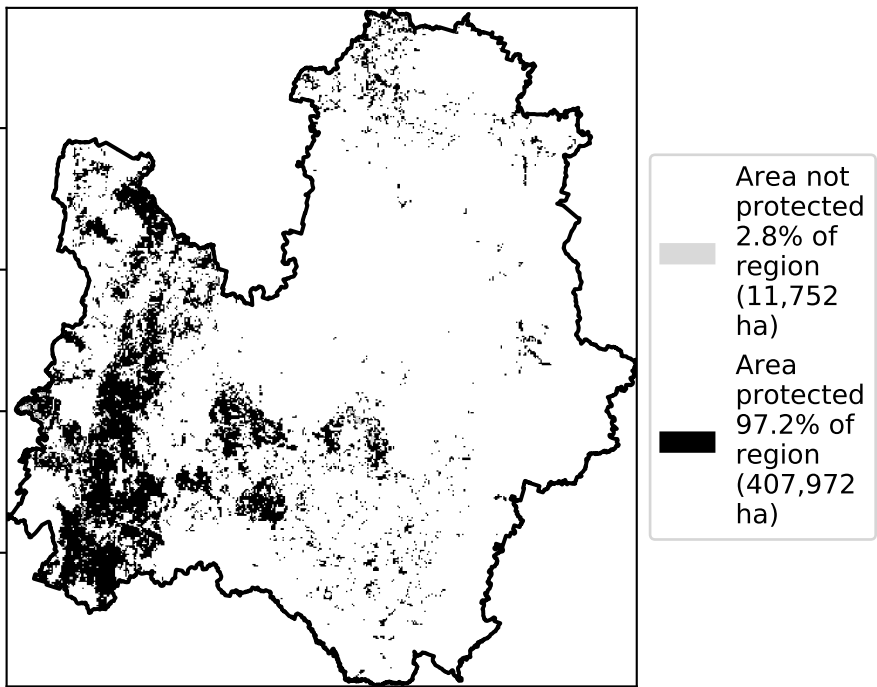 Area not
protected
2.8% of
region
(11,752
ha)
Area
protected
97.2% of
region
(407,972
ha)